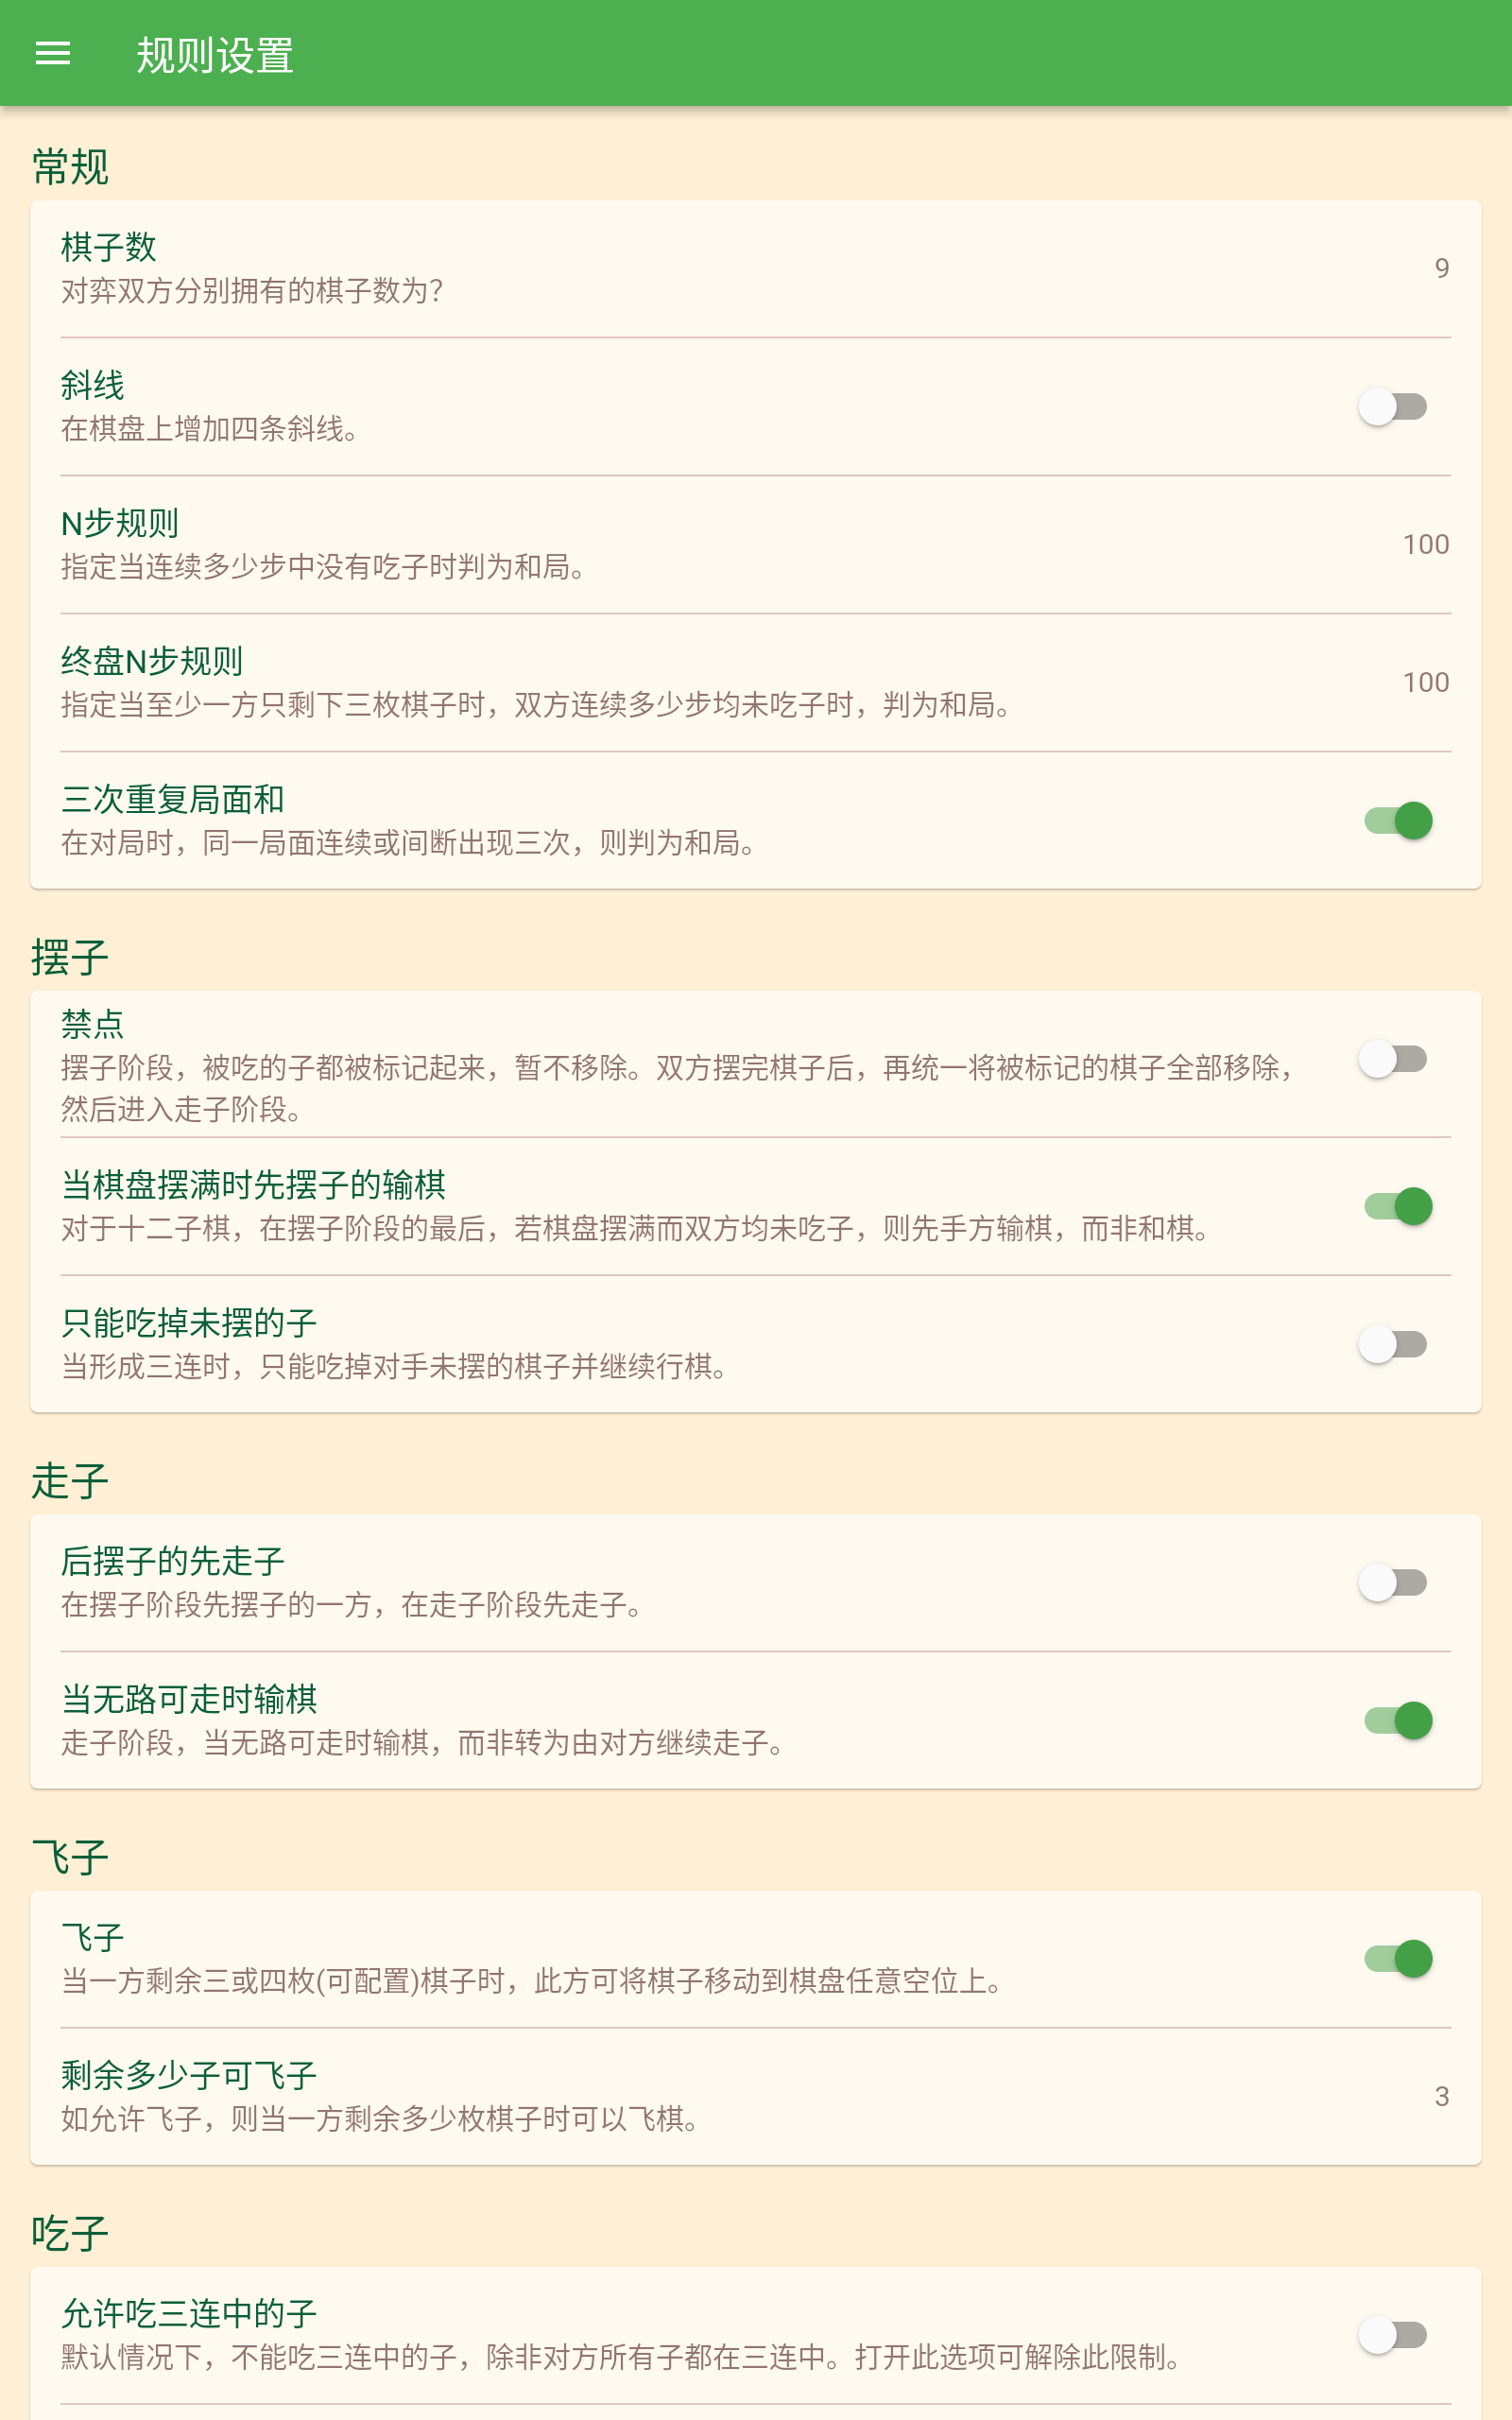 规则设置
常规
棋子数
对弈双方分别拥有的棋子数为？
9
斜线
在棋盘上增加四条斜线。
N步规则
指定当连续多少步中没有吃子时判为和局。
100
终盘N步规则
指定当至少一方只剩下三枚棋子时，双方连续多少步均未吃子时，判为和局。
100
三次重复局面和
在对局时，同一局面连续或间断出现三次，则判为和局。
摆子
禁点
摆子阶段，被吃的子都被标记起来，暂不移除。双方摆完棋子后，再统一将被标记的棋子全部移除，
然后进入走子阶段。
当棋盘摆满时先摆子的输棋
对于十二子棋，在摆子阶段的最后，若棋盘摆满而双方均未吃子，则先手方输棋，而非和棋。
只能吃掉未摆的子
当形成三连时，只能吃掉对手未摆的棋子并继续行棋。
走子
后摆子的先走子
在摆子阶段先摆子的一方，在走子阶段先走子。
当无路可走时输棋
走子阶段，当无路可走时输棋，而非转为由对方继续走子。
飞子
飞子
当一方剩余三或四枚(可配置)棋子时，此方可将棋子移动到棋盘任意空位上。
剩余多少子可飞子
如允许飞子，则当一方剩余多少枚棋子时可以飞棋。
3
吃子
允许吃三连中的子
默认情况下，不能吃三连中的子，除非对方所有子都在三连中。打开此选项可解除此限制。